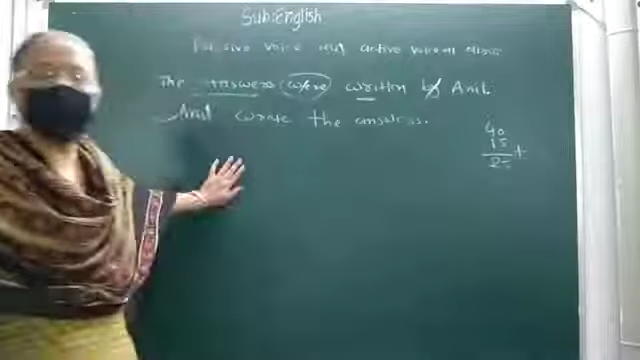 Sub:English
Passive voice and active voice
The answers were written by Anil.
Anil wrote the answers.
40
15
25